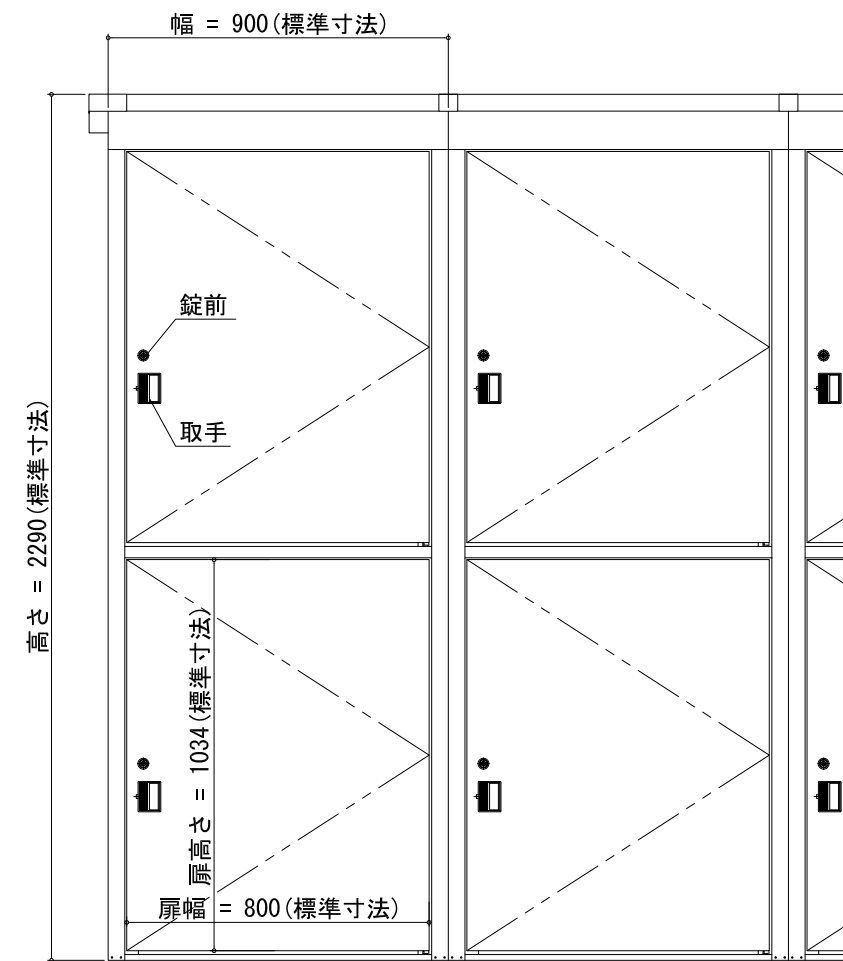 幅 = 900(標準寸法)
錠前
取手
高さ = 2290(標準寸法)
扉高さ = 1034(標準寸法)
扉幅 = 800(標準寸法)